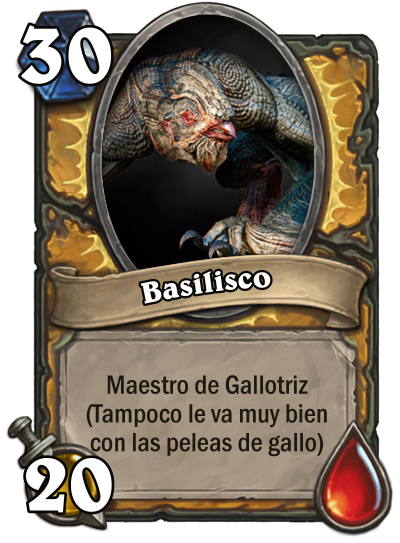 30
Basilisco
Maestro de Gallotriz
(Tampoco le va muy bien
con las peleas de gallo)
20